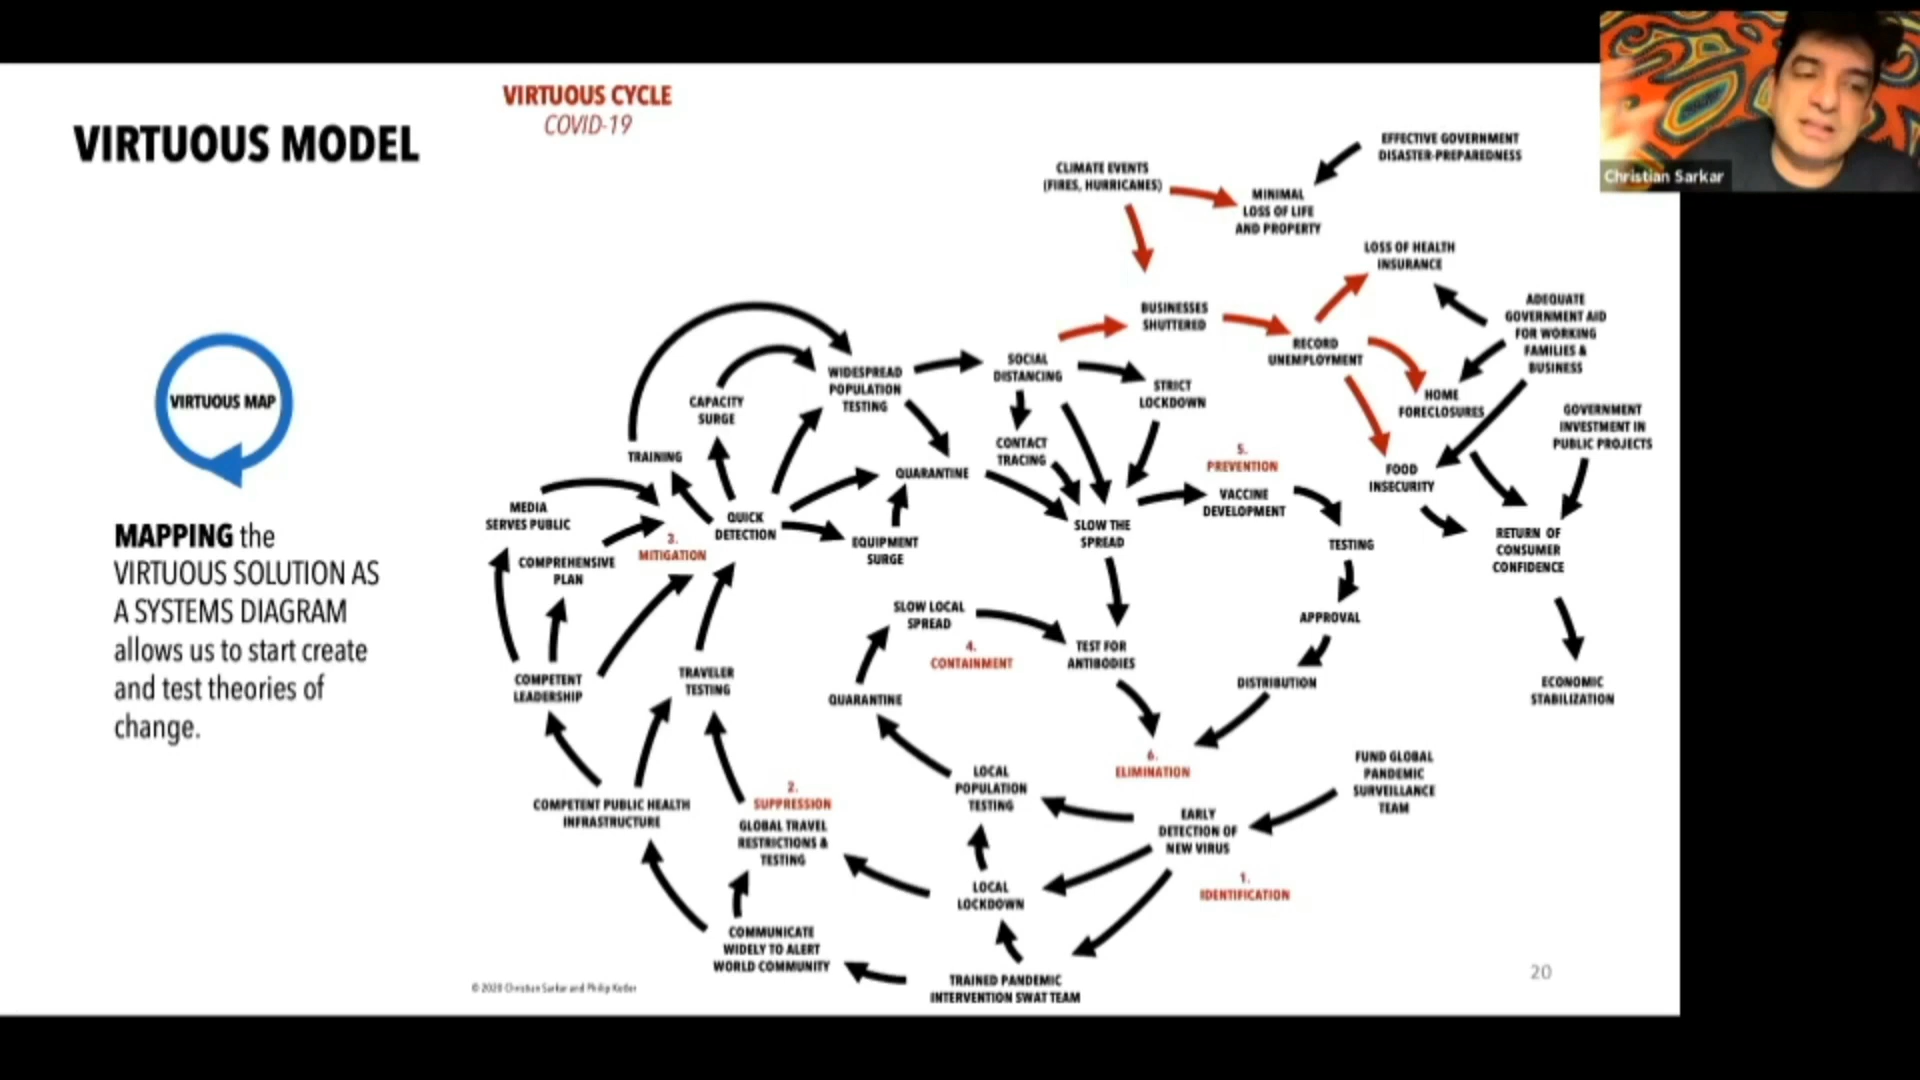 VIRTUOUS MODEL
VIRTUOUS CYCLE
COVID-19
Christian Sarkar
VIRTUOUS MAP
MAPPING the
VIRTUOUS SOLUTION AS
A SYSTEMS DIAGRAM
allows us to start create
and test theories of
change.
EFFECTIVE GOVERNMENT
DISASTER-PREPAREDNESS
CLIMATE EVENTS
(FIRES, HURRICANES)
MINIMAL
LOSS OF LIFE
AND PROPERTY
LOSS OF HEALTH
INSURANCE
BUSINESSES
SHUTTERED
ADEQUATE
GOVERNMENT AID
FOR WORKING
FAMILIES &
BUSINESS
RECORD
UNEMPLOYMENT
SOCIAL
DISTANCING
WIDESPREAD
POPULATION
TESTING
STRICT
LOCKDOWN
HOME
FORECLOSURES
CAPACITY
SURGE
GOVERNMENT
INVESTMENT IN
PUBLIC PROJECTS
CONTACT
TRACING
TRAINING
5.
PREVENTION
QUARANTINE
FOOD
INSECURITY
VACCINE
DEVELOPMENT
MEDIA
SERVES PUBLIC
QUICK
DETECTION
SLOW THE
SPREAD
3.
MITIGATION
EQUIPMENT
SURGE
TESTING
RETURN OF
CONSUMER
CONFIDENCE
COMPREHENSIVE
PLAN
SLOW LOCAL
SPREAD
APPROVAL
4.
CONTAINMENT
TEST FOR
ANTIBODIES
COMPETENT
LEADERSHIP
TRAVELER
TESTING
QUARANTINE
DISTRIBUTION
ECONOMIC
STABILIZATION
6.
ELIMINATION
FUND GLOBAL
PANDEMIC
SURVEILLANCE
TEAM
LOCAL
POPULATION
TESTING
2.
SUPPRESSION
COMPETENT PUBLIC HEALTH
INFRASTRUCTURE
GLOBAL TRAVEL
RESTRICTIONS &
TESTING
EARLY
DETECTION OF
NEW VIRUS
1.
IDENTIFICATION
LOCAL
LOCKDOWN
COMMUNICATE
WIDELY TO ALERT
WORLD COMMUNITY
TRAINED PANDEMIC
INTERVENTION SWAT TEAM
© 2020 Christian Sarkar and Philip Kotler
20